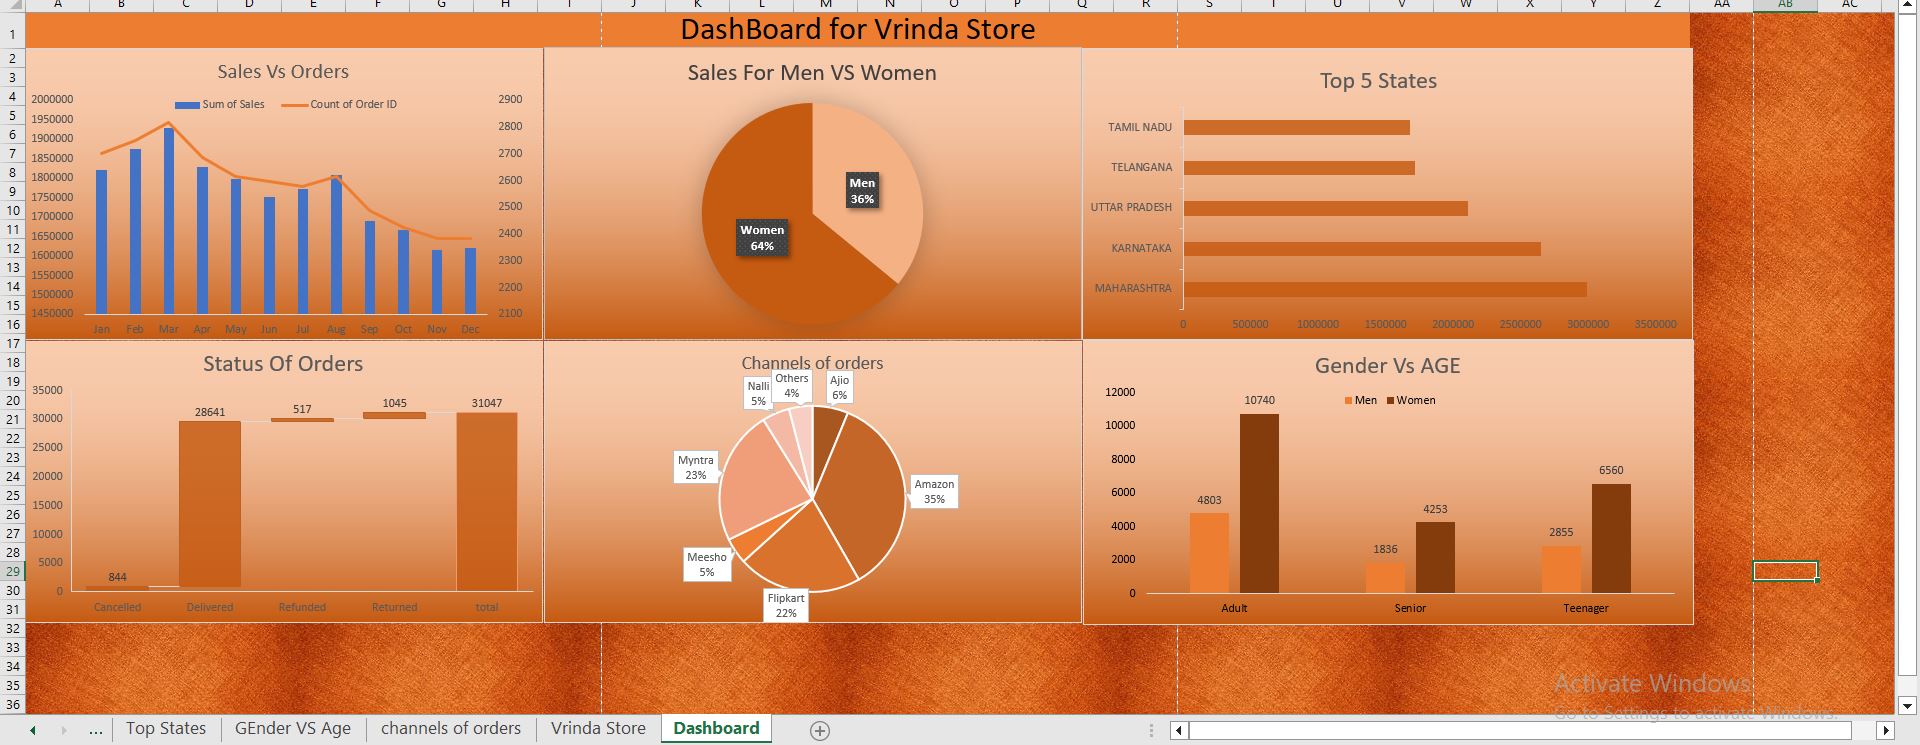 A B C D E F G H I J K L M N O P Q R S T U V W X Y Z AA AB AC
1
2
3
4
5
6
7
8
9
10
11
12
13
14
15
16
17
18
19
20
21
22
23
24
25
26
27
28
29
30
31
32
33
34
35
36
DashBoard for Vrinda Store
Sales Vs Orders
Sum of Sales Count of Order ID
2000000
1950000
1900000
1850000
1800000
1750000
1700000
1650000
1600000
1550000
1500000
1450000
2900
2800
2700
2600
2500
2400
2300
2200
2100
Jan Feb Mar Apr May Jun Jul Aug Sep Oct Nov Dec
Sales For Men VS Women
Men
36%
Women
64%
Top 5 States
TAMIL NADU
TELANGANA
UTTAR PRADESH
KARNATAKA
MAHARASHTRA
0 500000 1000000 1500000 2000000 2500000 3000000 3500000
Status Of Orders
35000
30000
25000
20000
15000
10000
5000
0
844
28641
517
1045
31047
Cancelled Delivered Refunded Returned total
Channels of orders
Nalli
5%
Others
4%
Ajio
6%
Myntra
23%
Amazon
35%
Meesho
5%
Flipkart
22%
Gender Vs AGE
Men Women
12000
10000
8000
6000
4000
2000
0
4803
10740
1836
4253
2855
6560
Adult Senior Teenager
Activate Windows
Go to Settings to activate Windows.
... Top States GEnder VS Age channels of orders Vrinda Store Dashboard